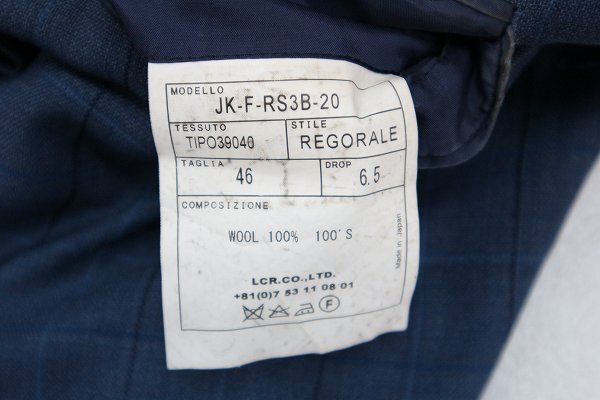 MODELLO
JK-F-RS3B-20
TESSUTO
TIPO39040
STILE
REGORALE
TAGLIA
46
DROP
6.5
COMPOSIZIONE
WOOL 100% 100'S
Made in Japan
LCR.CO.,LTD.
+81(0)7 53 11 08 01
F